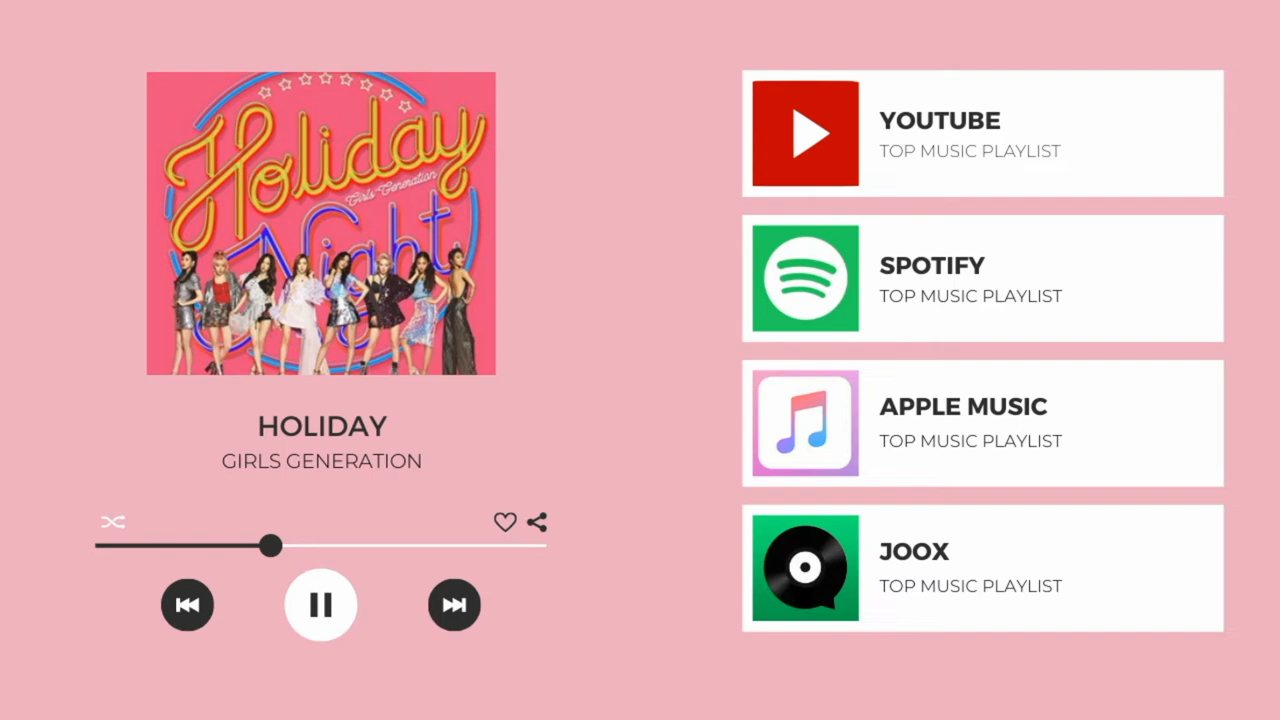 Holiday
Girls' Generation
Night
HOLIDAY
GIRLS GENERATION
YOUTUBE
TOP MUSIC PLAYLIST
SPOTIFY
TOP MUSIC PLAYLIST
APPLE MUSIC
TOP MUSIC PLAYLIST
JOOX
TOP MUSIC PLAYLIST